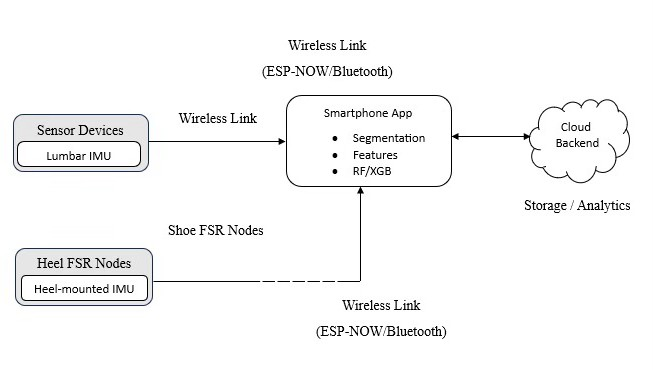 Wireless Link
(ESP-NOW/Bluetooth)
Sensor Devices
Lumbar IMU
Wireless Link
Smartphone App
• Segmentation
• Features
• RF/XGB
Cloud
Backend
Storage / Analytics
Shoe FSR Nodes
Heel FSR Nodes
Heel-mounted IMU
Wireless Link
(ESP-NOW/Bluetooth)